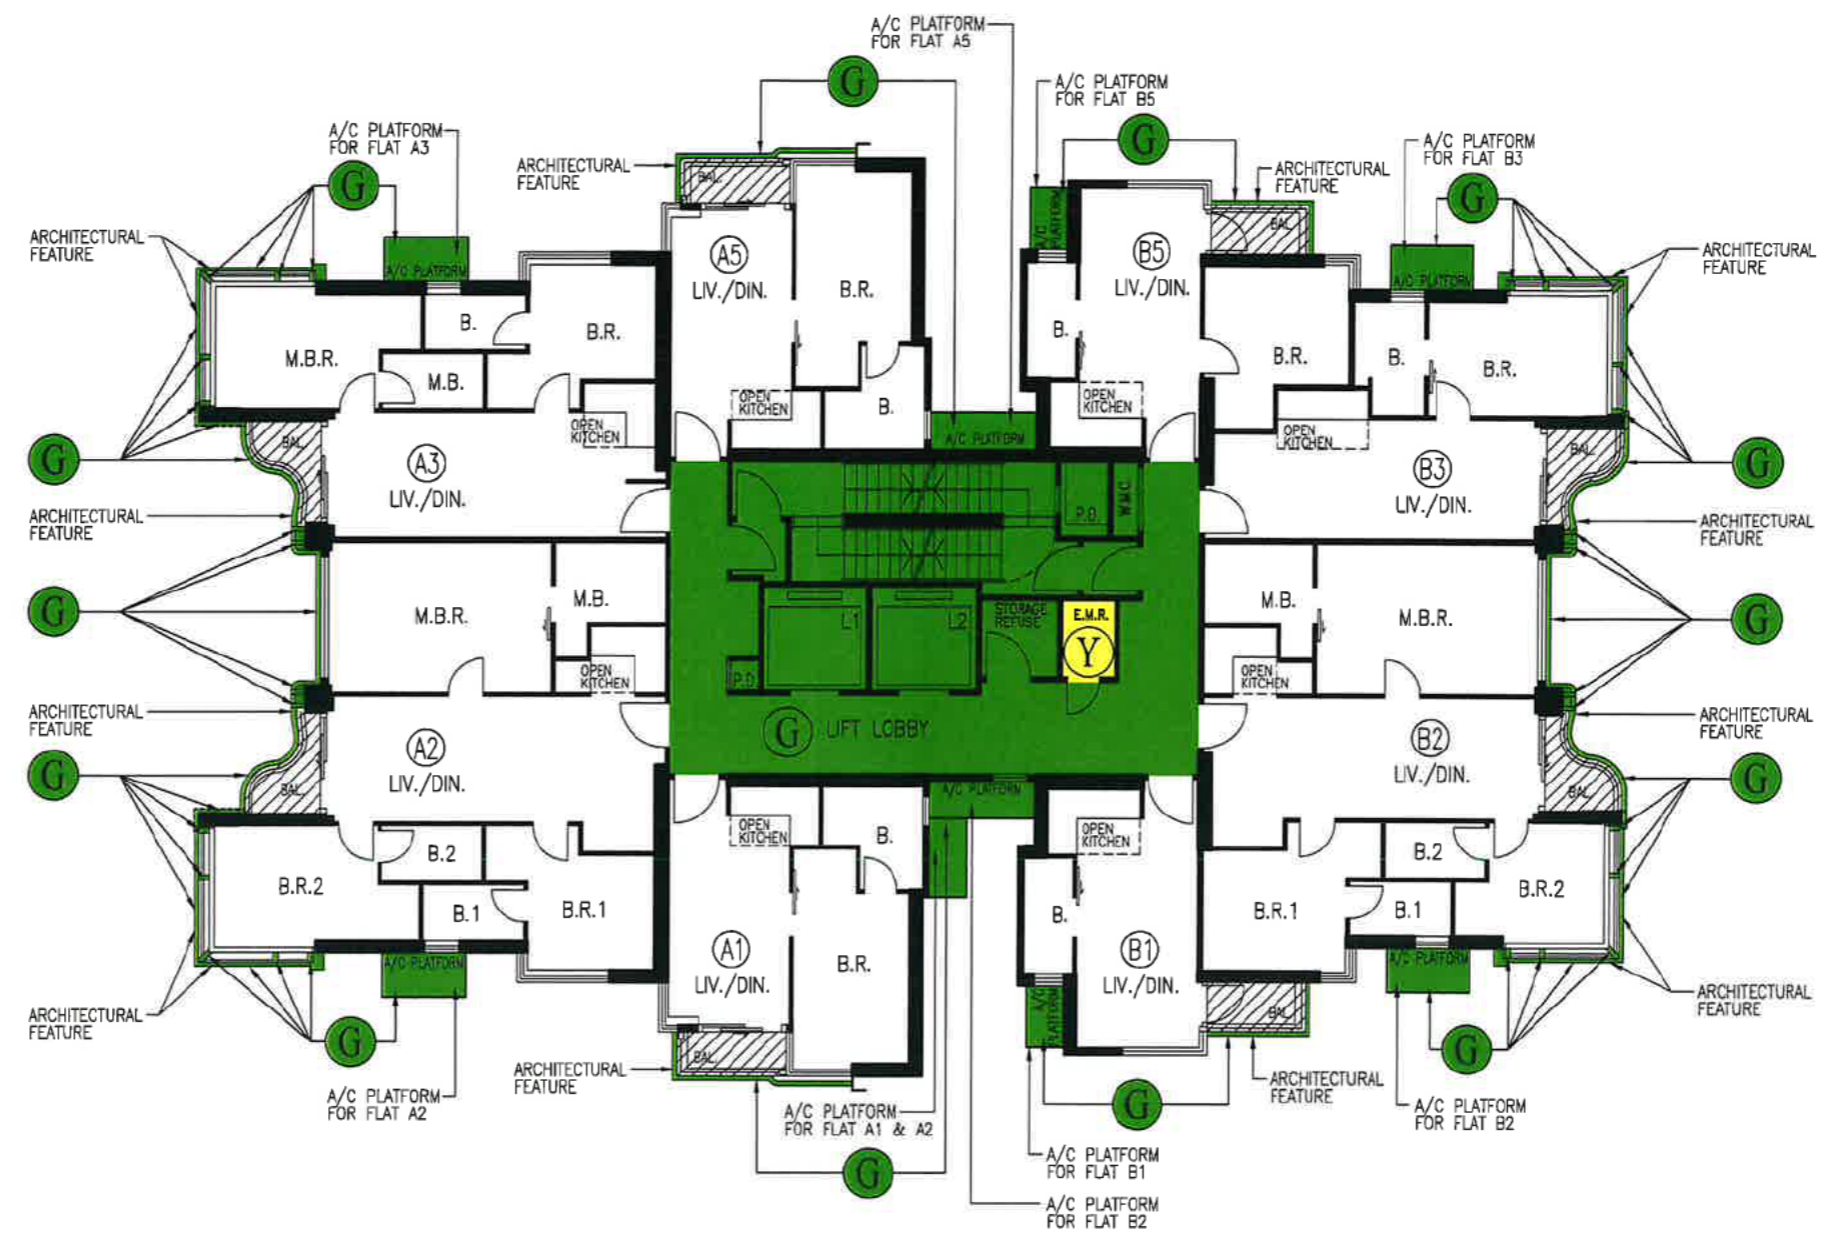 A/C PLATFORM
FOR FLAT A5
G
A/C PLATFORM
FOR FLAT B5
G
A/C PLATFORM
FOR FLAT A3
G
ARCHITECTURAL
FEATURE
ARCHITECTURAL
FEATURE
A/C PLATFORM
FOR FLAT B3
G
ARCHITECTURAL
FEATURE
ARCHITECTURAL
FEATURE
BAL.
A/C
PLATFORM
BAL.
A/C PLATFORM
A/C PLATFORM
A5
LIV./DIN.
B.R.
B5
LIV./DIN.
M.B.R.
B.
B.R.
M.B.
B.
B.R.
B.
B.R.
OPEN
KITCHEN
B.
OPEN
KITCHEN
OPEN
KITCHEN
A/C PLATFORM
OPEN
KITCHEN
G
BAL.
A3
LIV./DIN.
B3
LIV./DIN.
BAL.
G
ARCHITECTURAL
FEATURE
P.D.
W.M.C.
ARCHITECTURAL
FEATURE
G
M.B.R.
M.B.
OPEN
KITCHEN
L1
L2
STORAGE
REFUSE
E.M.R.
Y
P.D.
M.B.
M.B.R.
OPEN
KITCHEN
G
ARCHITECTURAL
FEATURE
G
LIFT LOBBY
ARCHITECTURAL
FEATURE
G
BAL.
A2
LIV./DIN.
B2
LIV./DIN.
BAL.
G
A/C PLATFORM
OPEN
KITCHEN
B.
OPEN
KITCHEN
B.R.2
B.2
B.1
B.R.1
B.
B.R.1
B.2
B.1
B.R.2
A1
LIV./DIN.
B.R.
B1
LIV./DIN.
A/C PLATFORM
A/C PLATFORM
ARCHITECTURAL
FEATURE
G
BAL.
A/C
PLATFORM
BAL.
G
ARCHITECTURAL
FEATURE
ARCHITECTURAL
FEATURE
ARCHITECTURAL
FEATURE
A/C PLATFORM
FOR FLAT A2
A/C PLATFORM
FOR FLAT A1 & A2
G
G
A/C PLATFORM
FOR FLAT B2
A/C PLATFORM
FOR FLAT B1
A/C PLATFORM
FOR FLAT B2